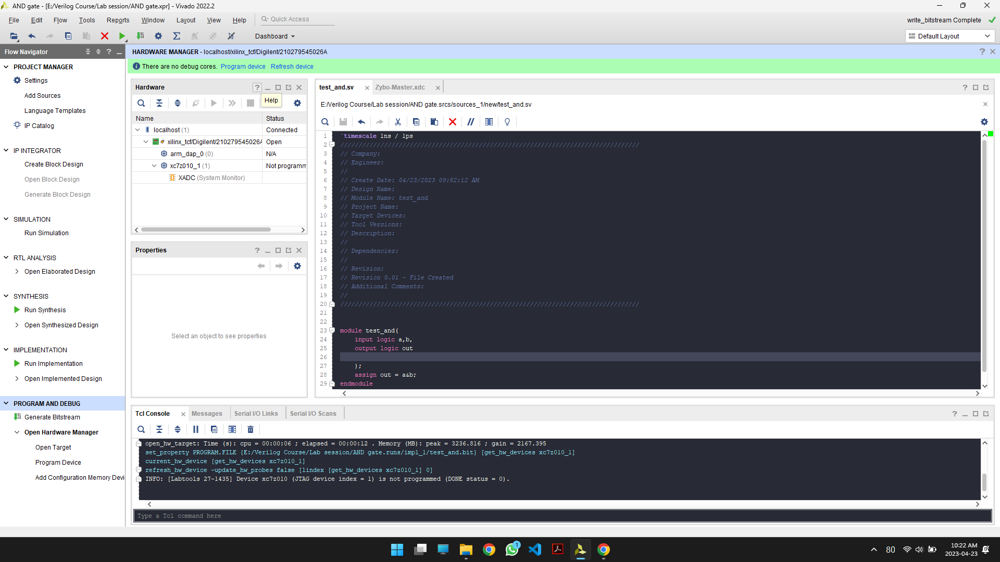 AND gate - [E:/Verilog Course/Lab session/AND gate.xpr] - Vivado 2022.2
File Edit Flow Tools Reports Window Layout View Help Quick Access write_bitstream Complete
Dashboard Default Layout
Flow Navigator
PROJECT MANAGER
Settings
Add Sources
Language Templates
IP Catalog
IP INTEGRATOR
Create Block Design
Open Block Design
Generate Block Design
SIMULATION
Run Simulation
RTL ANALYSIS
Open Elaborated Design
SYNTHESIS
Run Synthesis
Open Synthesized Design
IMPLEMENTATION
Run Implementation
Open Implemented Design
PROGRAM AND DEBUG
Generate Bitstream
Open Hardware Manager
Open Target
Program Device
Add Configuration Memory Devi
HARDWARE MANAGER - localhost/xilinx_tcf/Digilent/210279545026A
There are no debug cores. Program device Refresh device
Hardware
Help
Name Status
localhost (1) Connected
xilinx_tcf/Digilent/210279545026A Open
arm_dap_0 (0) N/A
xc7z010_1 (1) Not programm
XADC (System Monitor)
Properties
Select an object to see properties
test_and.sv Zybo-Master.xdc
E:/Verilog Course/Lab session/AND gate.srcs/sources_1/new/test_and.sv
1 `timescale 1ns / 1ps
2 //////////////////////////////////////////////////////////////////////////////////
3 // Company:
4 // Engineer:
5 //
6 // Create Date: 04/23/2023 09:52:12 AM
7 // Design Name:
8 // Module Name: test_and
9 // Project Name:
10 // Target Devices:
11 // Tool Versions:
12 // Description:
13 //
14 // Dependencies:
15 //
16 // Revision:
17 // Revision 0.01 - File Created
18 // Additional Comments:
19 //
20 //////////////////////////////////////////////////////////////////////////////////
21
22
23 module test_and(
24 input logic a,b,
25 output logic out
26
27 );
28 assign out = a&b;
29 endmodule
Tcl Console Messages Serial I/O Links Serial I/O Scans
open_hw_target: Time (s): cpu = 00:00:06 ; elapsed = 00:00:12 . Memory (MB): peak = 3236.816 ; gain = 2167.395
set_property PROGRAM.FILE {E:/Verilog Course/Lab session/AND gate.runs/impl_1/test_and.bit} [get_hw_devices xc7z010_1]
current_hw_device [get_hw_devices xc7z010_1]
refresh_hw_device -update_hw_probes false [lindex [get_hw_devices xc7z010_1] 0]
INFO: [Labtools 27-1435] Device xc7z010 (JTAG device index = 1) is not programmed (DONE status = 0).
Type a Tcl command here
1
80
10:22 AM
2023-04-23